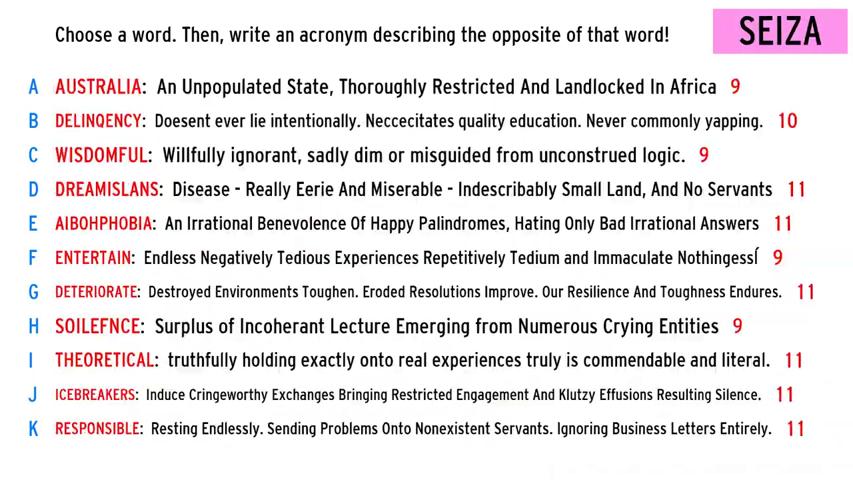 Choose a word. Then, write an acronym describing the opposite of that word!
SEIZA
A AUSTRALIA: An Unpopulated State, Thoroughly Restricted And Landlocked In Africa 9
B DELINQENCY: Doesent ever lie intentionally. Neccecitates quality education. Never commonly yapping. 10
C WISDOMFUL: Willfully ignorant, sadly dim or misguided from unconstrued logic. 9
D DREAMISLANS: Disease - Really Eerie And Miserable - Indescribably Small Land, And No Servants 11
E AIBOHPHOBIA: An Irrational Benevolence Of Happy Palindromes, Hating Only Bad Irrational Answers 11
F ENTERTAIN: Endless Negatively Tedious Experiences Repetitively Tedium and Immaculate NothingessÍ 9
G DETERIORATE: Destroyed Environments Toughen. Eroded Resolutions Improve. Our Resilience And Toughness Endures. 11
H SOILEFNCE: Surplus of Incoherant Lecture Emerging from Numerous Crying Entities 9
I THEORETICAL: truthfully holding exactly onto real experiences truly is commendable and literal. 11
J ICEBREAKERS: Induce Cringeworthy Exchanges Bringing Restricted Engagement And Klutzy Effusions Resulting Silence. 11
K RESPONSIBLE: Resting Endlessly. Sending Problems Onto Nonexistent Servants. Ignoring Business Letters Entirely. 11